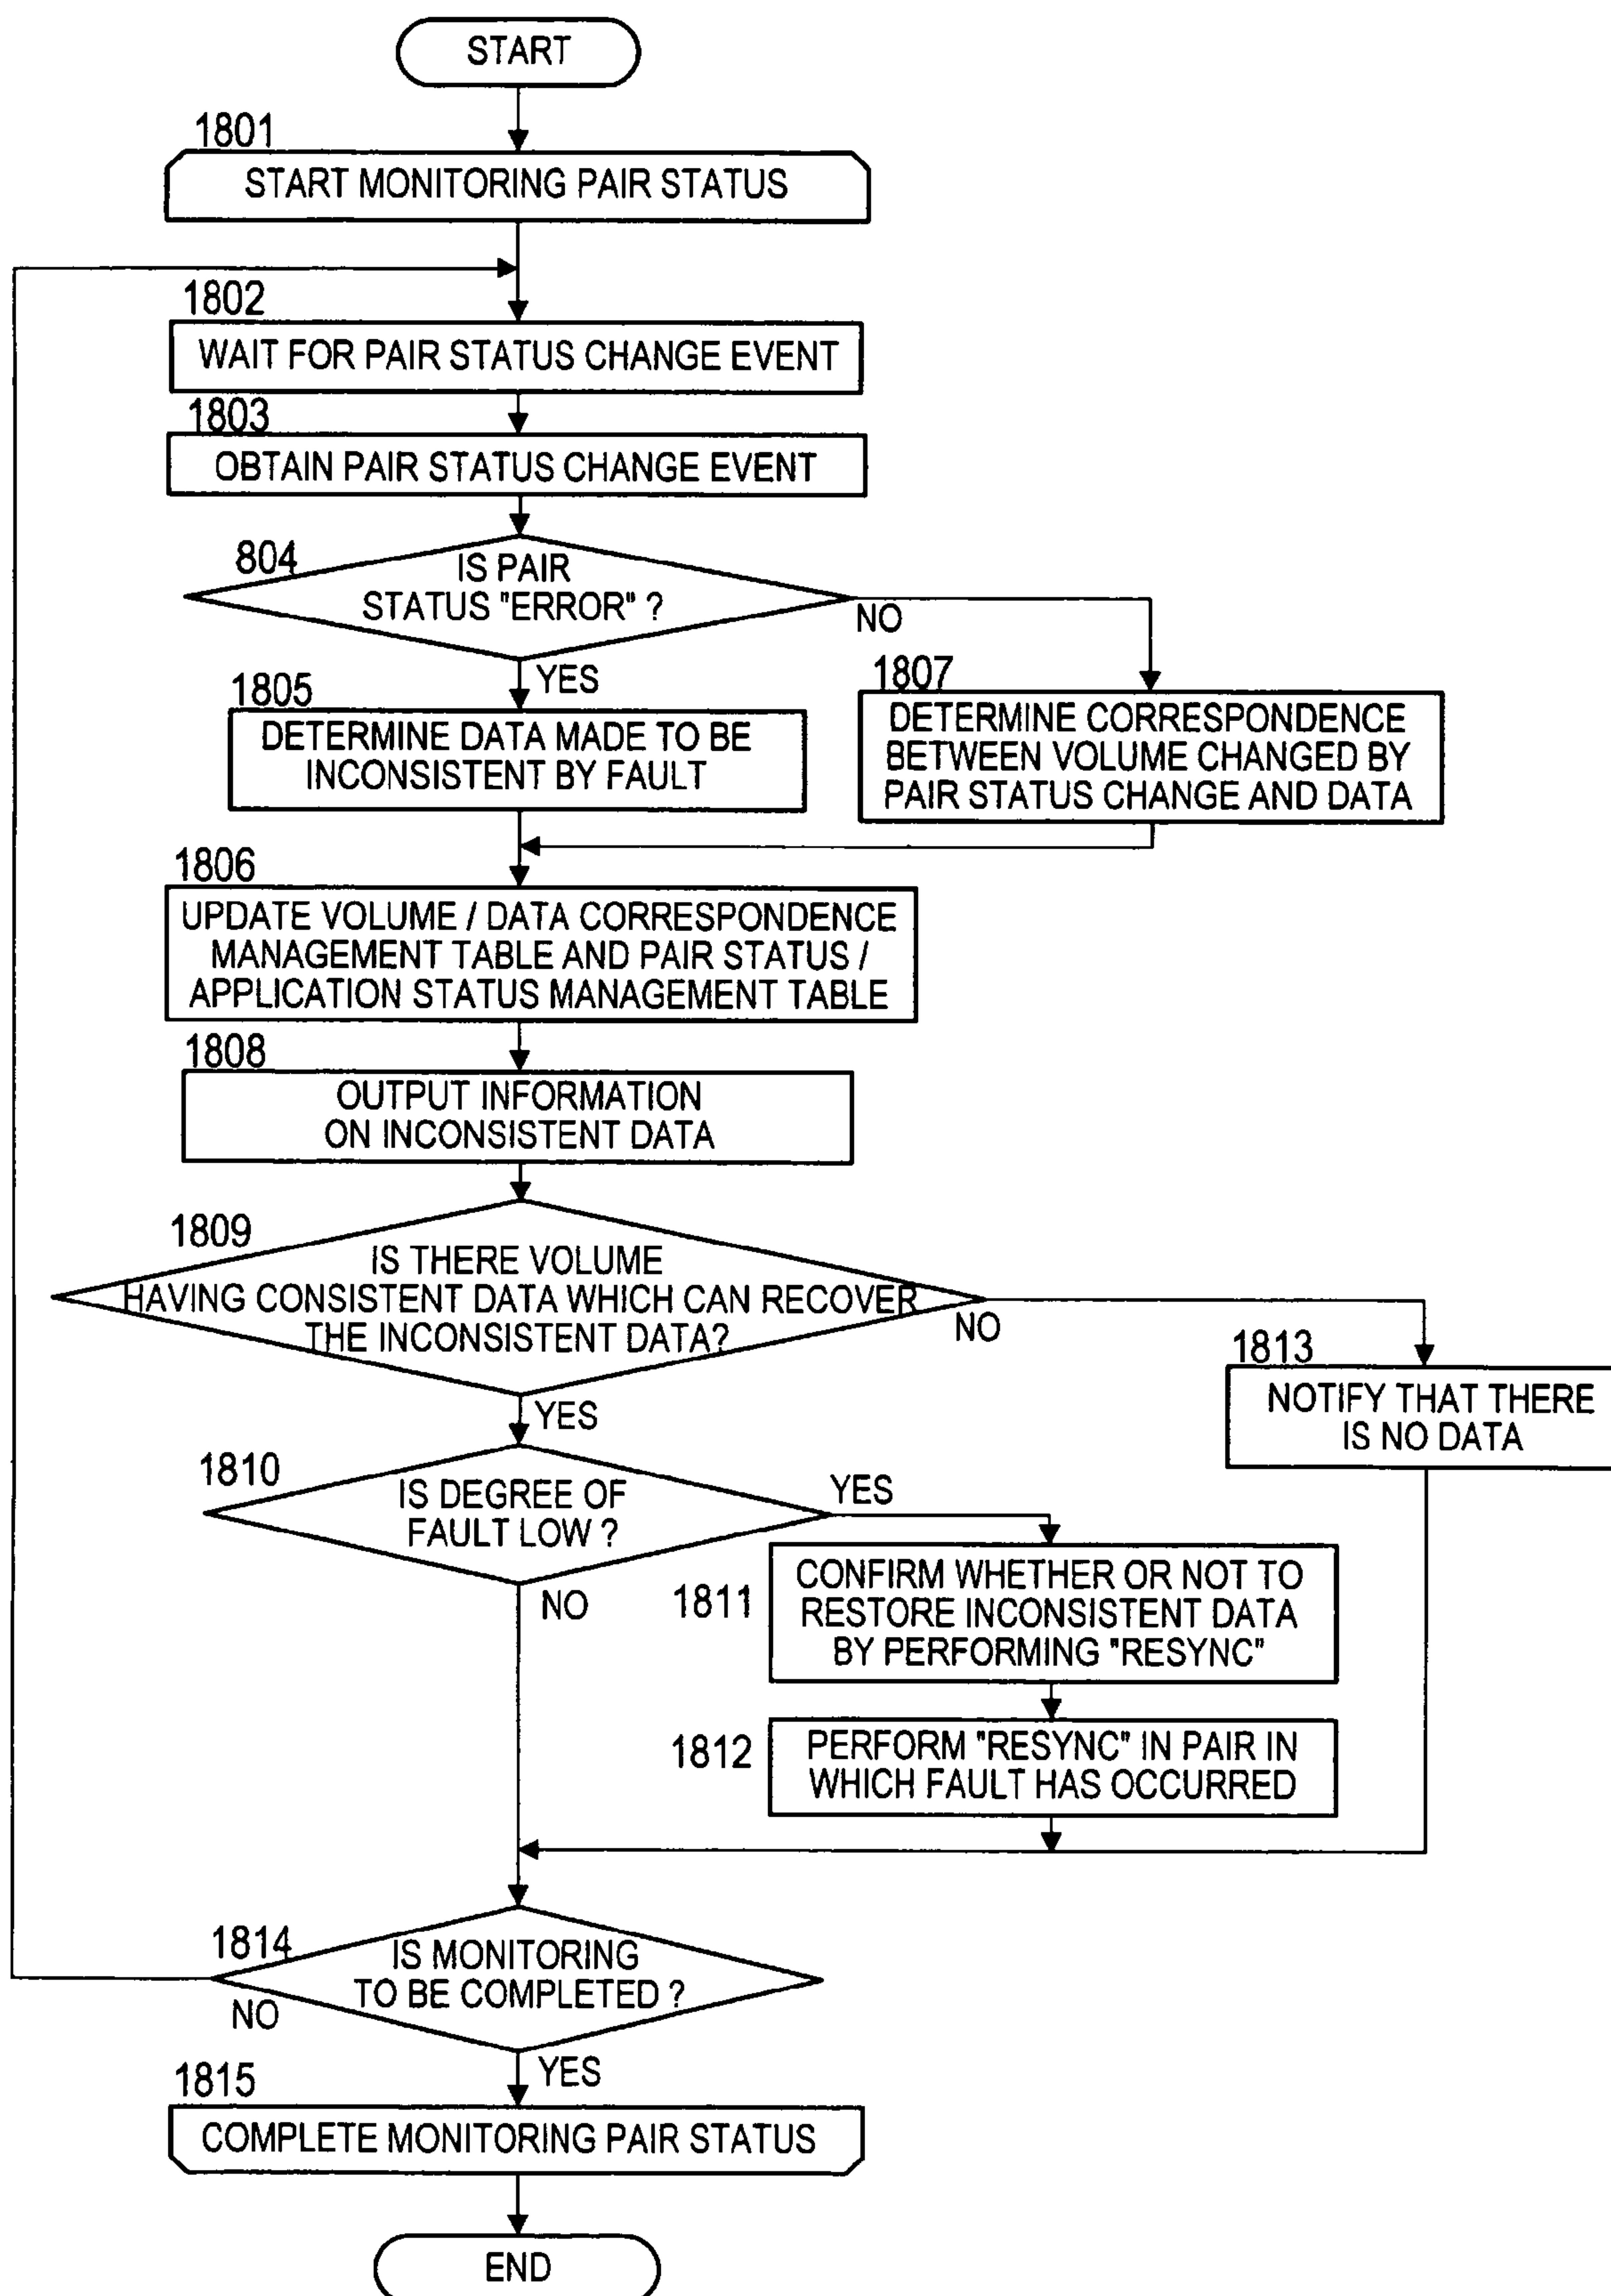 START
1801
START MONITORING PAIR STATUS
1802
WAIT FOR PAIR STATUS CHANGE EVENT
1803
OBTAIN PAIR STATUS CHANGE EVENT
804
IS PAIR
STATUS "ERROR" ?
NO
YES
1805
DETERMINE DATA MADE TO BE
INCONSISTENT BY FAULT
1807
DETERMINE CORRESPONDENCE
BETWEEN VOLUME CHANGED BY
PAIR STATUS CHANGE AND DATA
1806
UPDATE VOLUME / DATA CORRESPONDENCE
MANAGEMENT TABLE AND PAIR STATUS /
APPLICATION STATUS MANAGEMENT TABLE
1808
OUTPUT INFORMATION
ON INCONSISTENT DATA
1809
IS THERE VOLUME
HAVING CONSISTENT DATA WHICH CAN RECOVER
THE INCONSISTENT DATA?
NO
YES
1813
NOTIFY THAT THERE
IS NO DATA
1810
IS DEGREE OF
FAULT LOW ?
YES
NO
1811
CONFIRM WHETHER OR NOT TO
RESTORE INCONSISTENT DATA
BY PERFORMING "RESYNC"
1812
PERFORM "RESYNC" IN PAIR IN
WHICH FAULT HAS OCCURRED
1814
IS MONITORING
TO BE COMPLETED ?
NO
YES
1815
COMPLETE MONITORING PAIR STATUS
END